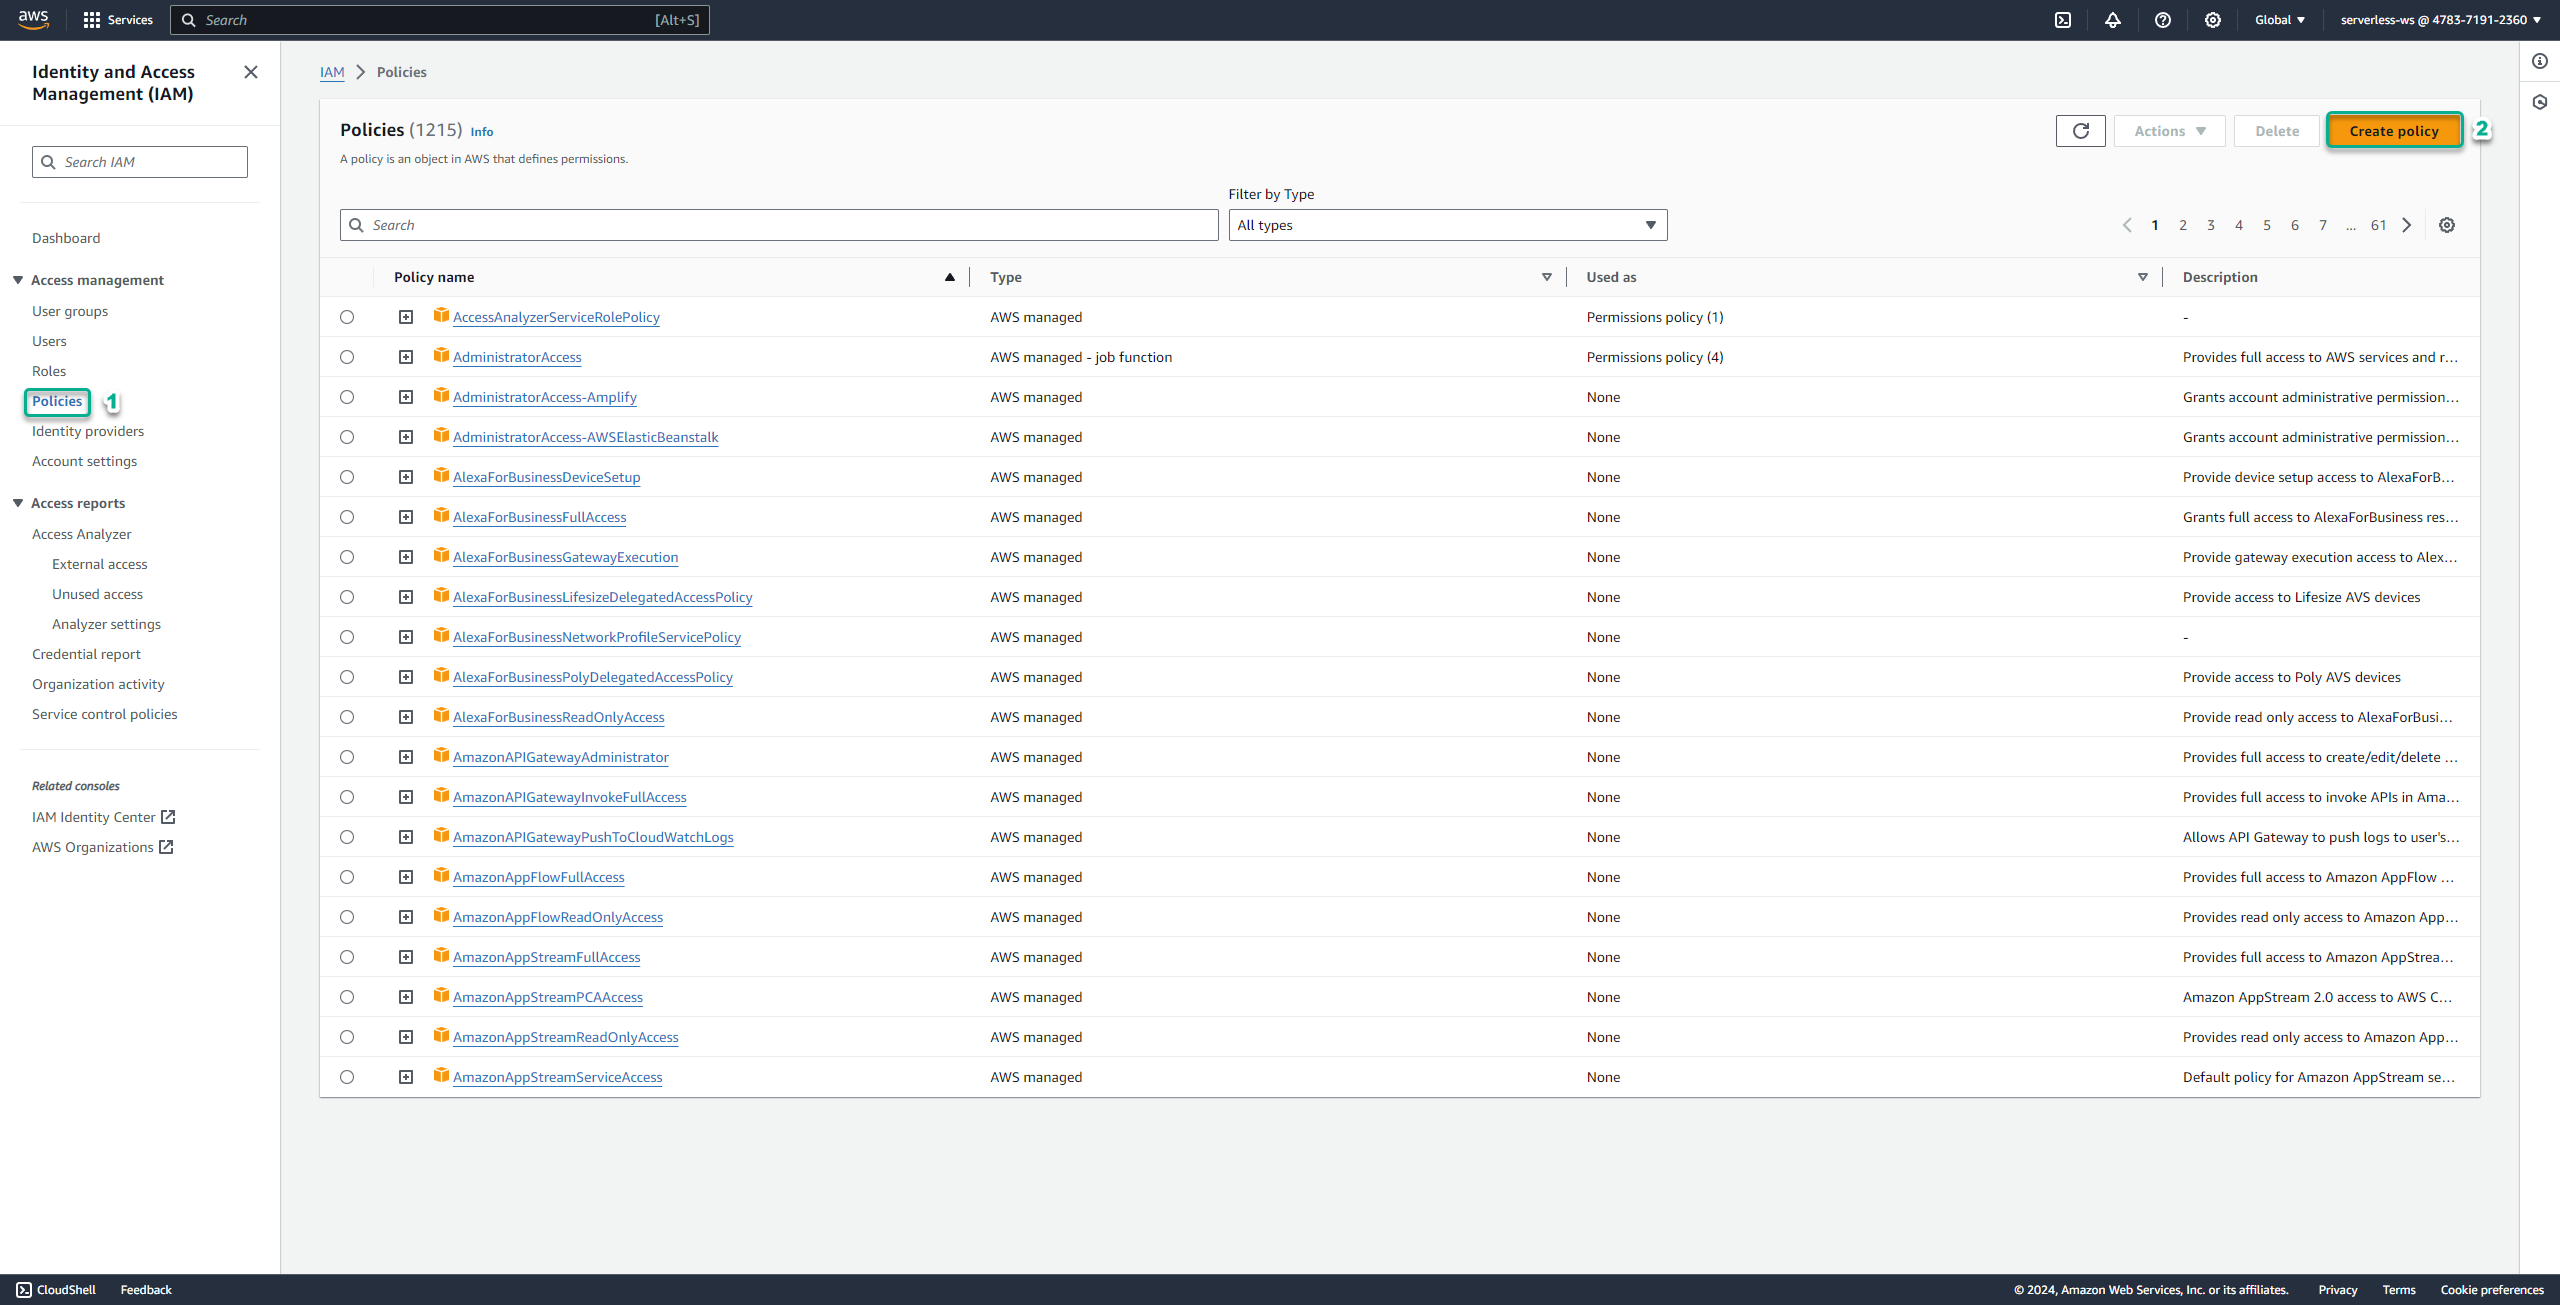 aws
Services
Search [Alt+S]
Global
serverless-ws @ 4783-7191-2360
Identity and Access
Management (IAM)
Search IAM
Dashboard
Access management
User groups
Users
Roles
Policies 1
Identity providers
Account settings
Access reports
Access Analyzer
External access
Unused access
Analyzer settings
Credential report
Organization activity
Service control policies
Related consoles
IAM Identity Center
AWS Organizations
IAM > Policies
Policies (1215) Info
A policy is an object in AWS that defines permissions.
Actions
Delete
Create policy 2
Filter by Type
Search
All types
1 2 3 4 5 6 7 ... 61
Policy name Type Used as Description
AccessAnalyzerServiceRolePolicy AWS managed Permissions policy (1) -
AdministratorAccess AWS managed - job function Permissions policy (4) Provides full access to AWS services and r...
AdministratorAccess-Amplify AWS managed None Grants account administrative permission...
AdministratorAccess-AWSElasticBeanstalk AWS managed None Grants account administrative permission...
AlexaForBusinessDeviceSetup AWS managed None Provide device setup access to AlexaForB...
AlexaForBusinessFullAccess AWS managed None Grants full access to AlexaForBusiness res...
AlexaForBusinessGatewayExecution AWS managed None Provide gateway execution access to Alex...
AlexaForBusinessLifesizeDelegatedAccessPolicy AWS managed None Provide access to Lifesize AVS devices
AlexaForBusinessNetworkProfileServicePolicy AWS managed None -
AlexaForBusinessPolyDelegatedAccessPolicy AWS managed None Provide access to Poly AVS devices
AlexaForBusinessReadOnlyAccess AWS managed None Provide read only access to AlexaForBusi...
AmazonAPIGatewayAdministrator AWS managed None Provides full access to create/edit/delete ...
AmazonAPIGatewayInvokeFullAccess AWS managed None Provides full access to invoke APIs in Ama...
AmazonAPIGatewayPushToCloudWatchLogs AWS managed None Allows API Gateway to push logs to user's...
AmazonAppFlowFullAccess AWS managed None Provides full access to Amazon AppFlow ...
AmazonAppFlowReadOnlyAccess AWS managed None Provides read only access to Amazon App...
AmazonAppStreamFullAccess AWS managed None Provides full access to Amazon AppStrea...
AmazonAppStreamPCAAccess AWS managed None Amazon AppStream 2.0 access to AWS C...
AmazonAppStreamReadOnlyAccess AWS managed None Provides read only access to Amazon App...
AmazonAppStreamServiceAccess AWS managed None Default policy for Amazon AppStream se...
CloudShell Feedback
© 2024, Amazon Web Services, Inc. or its affiliates. Privacy Terms Cookie preferences